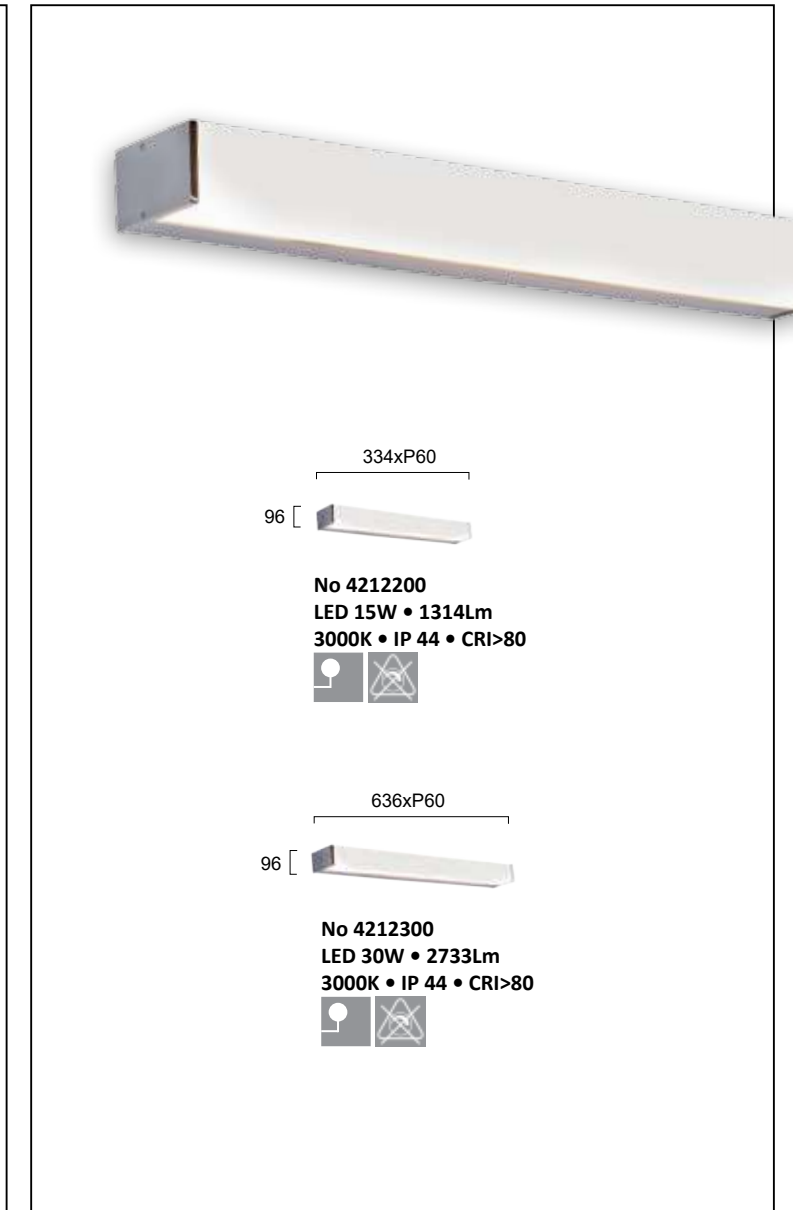 334xP60
96
No 4212200
LED 15W • 1314Lm
3000K • IP 44 • CRI>80
636xP60
96
No 4212300
LED 30W • 2733Lm
3000K • IP 44 • CRI>80